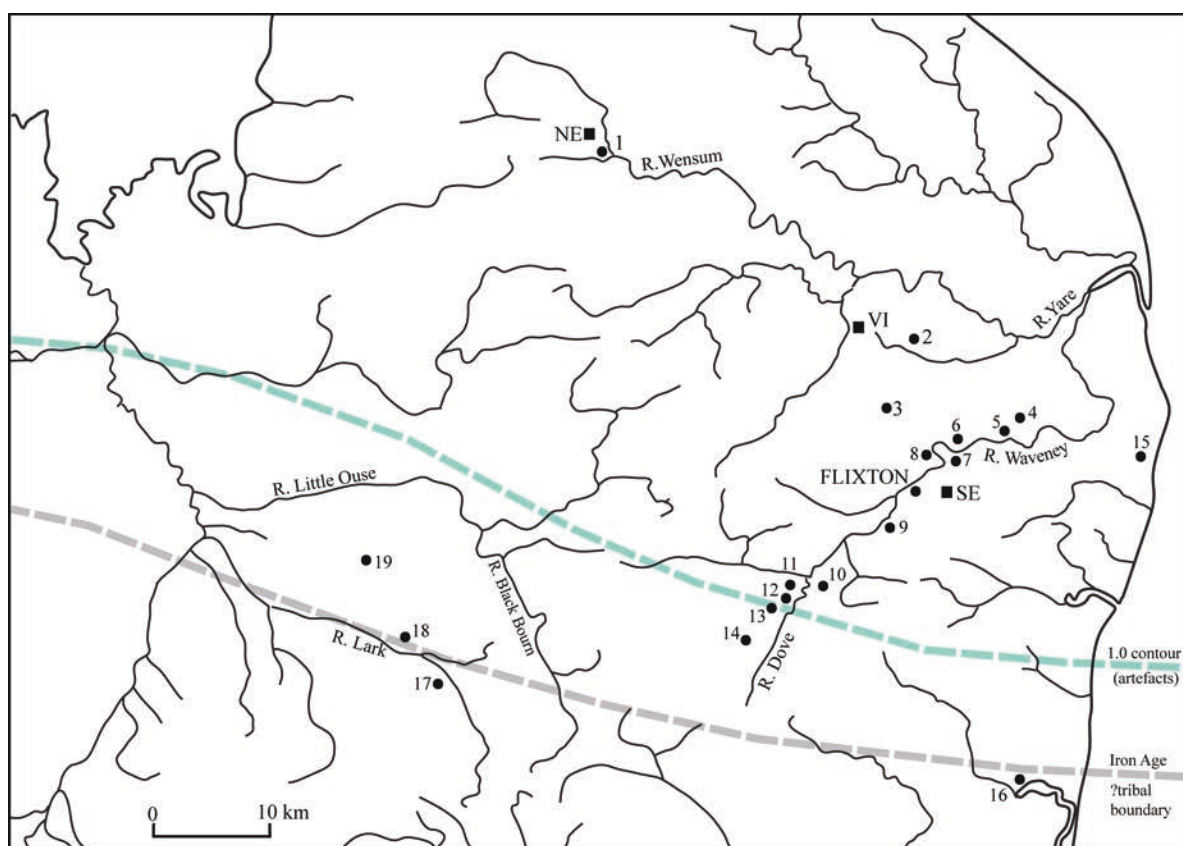 NE
1
R.Wensum
VI
2
R.Yare
3
4
5
6
15
8
7
R. Waveney
FLIXTON
SE
R. Little Ouse
9
19
R. Black Bourn
11
10
12
13
14
18
R. Lark
R. Dove
17
1.0 contour
(artefacts)
Iron Age
?tribal
boundary
16
0
10 km